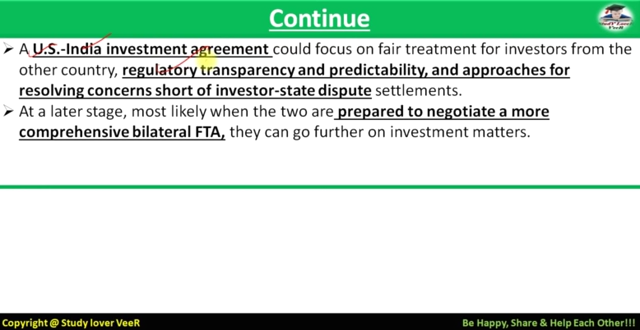 Continue
➢ A U.S.-India investment agreement could focus on fair treatment for investors from the
other country, regulatory transparency and predictability, and approaches for
resolving concerns short of investor-state dispute settlements.
➢ At a later stage, most likely when the two are prepared to negotiate a more
comprehensive bilateral FTA, they can go further on investment matters.
Copyright @ Study lover VeeR
Be Happy, Share & Help Each Other!!!